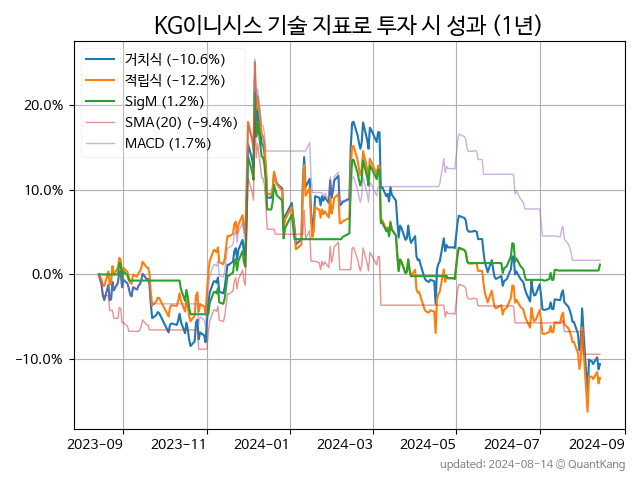 KG이니시스 기술 지표로 투자 시 성과 (1년)
거치식 (−10.6%)
적립식 (−12.2%)
SigM (1.2%)
SMA(20) (−9.4%)
MACD (1.7%)
20.0%
10.0%
0.0%
−10.0%
2023-09 2023-11 2024-01 2024-03 2024-05 2024-07 2024-09
updated: 2024-08-14 © QuantKang